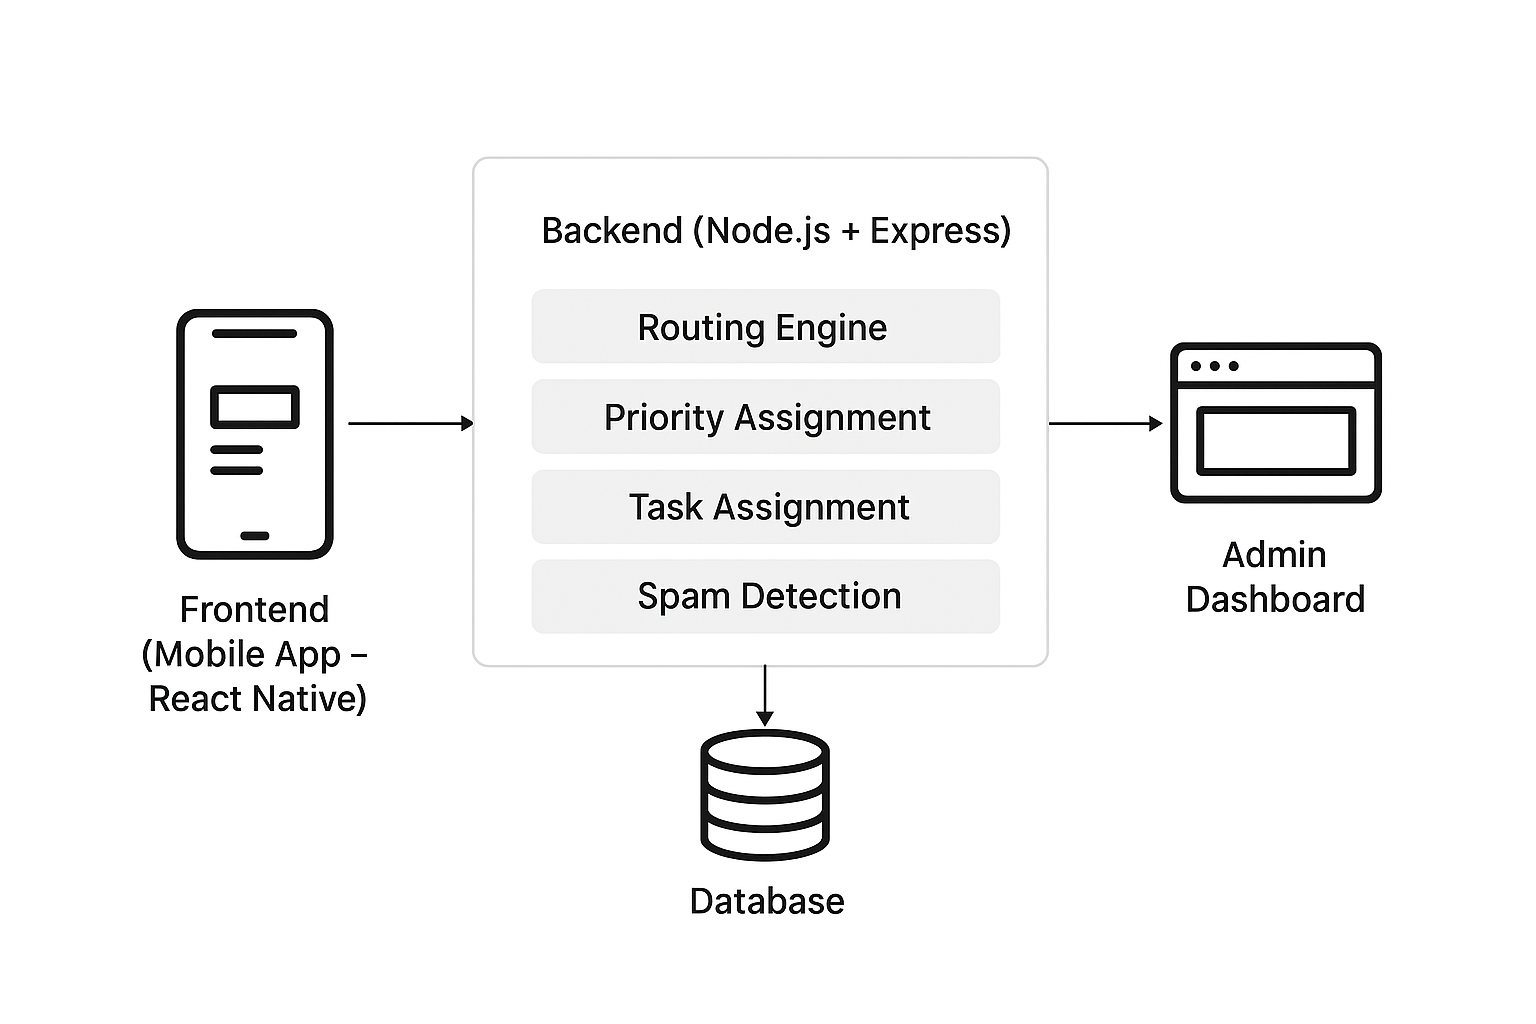 Backend (Node.js + Express)
Routing Engine
Priority Assignment
Task Assignment
Spam Detection
Frontend
(Mobile App –
React Native)
Admin
Dashboard
Database